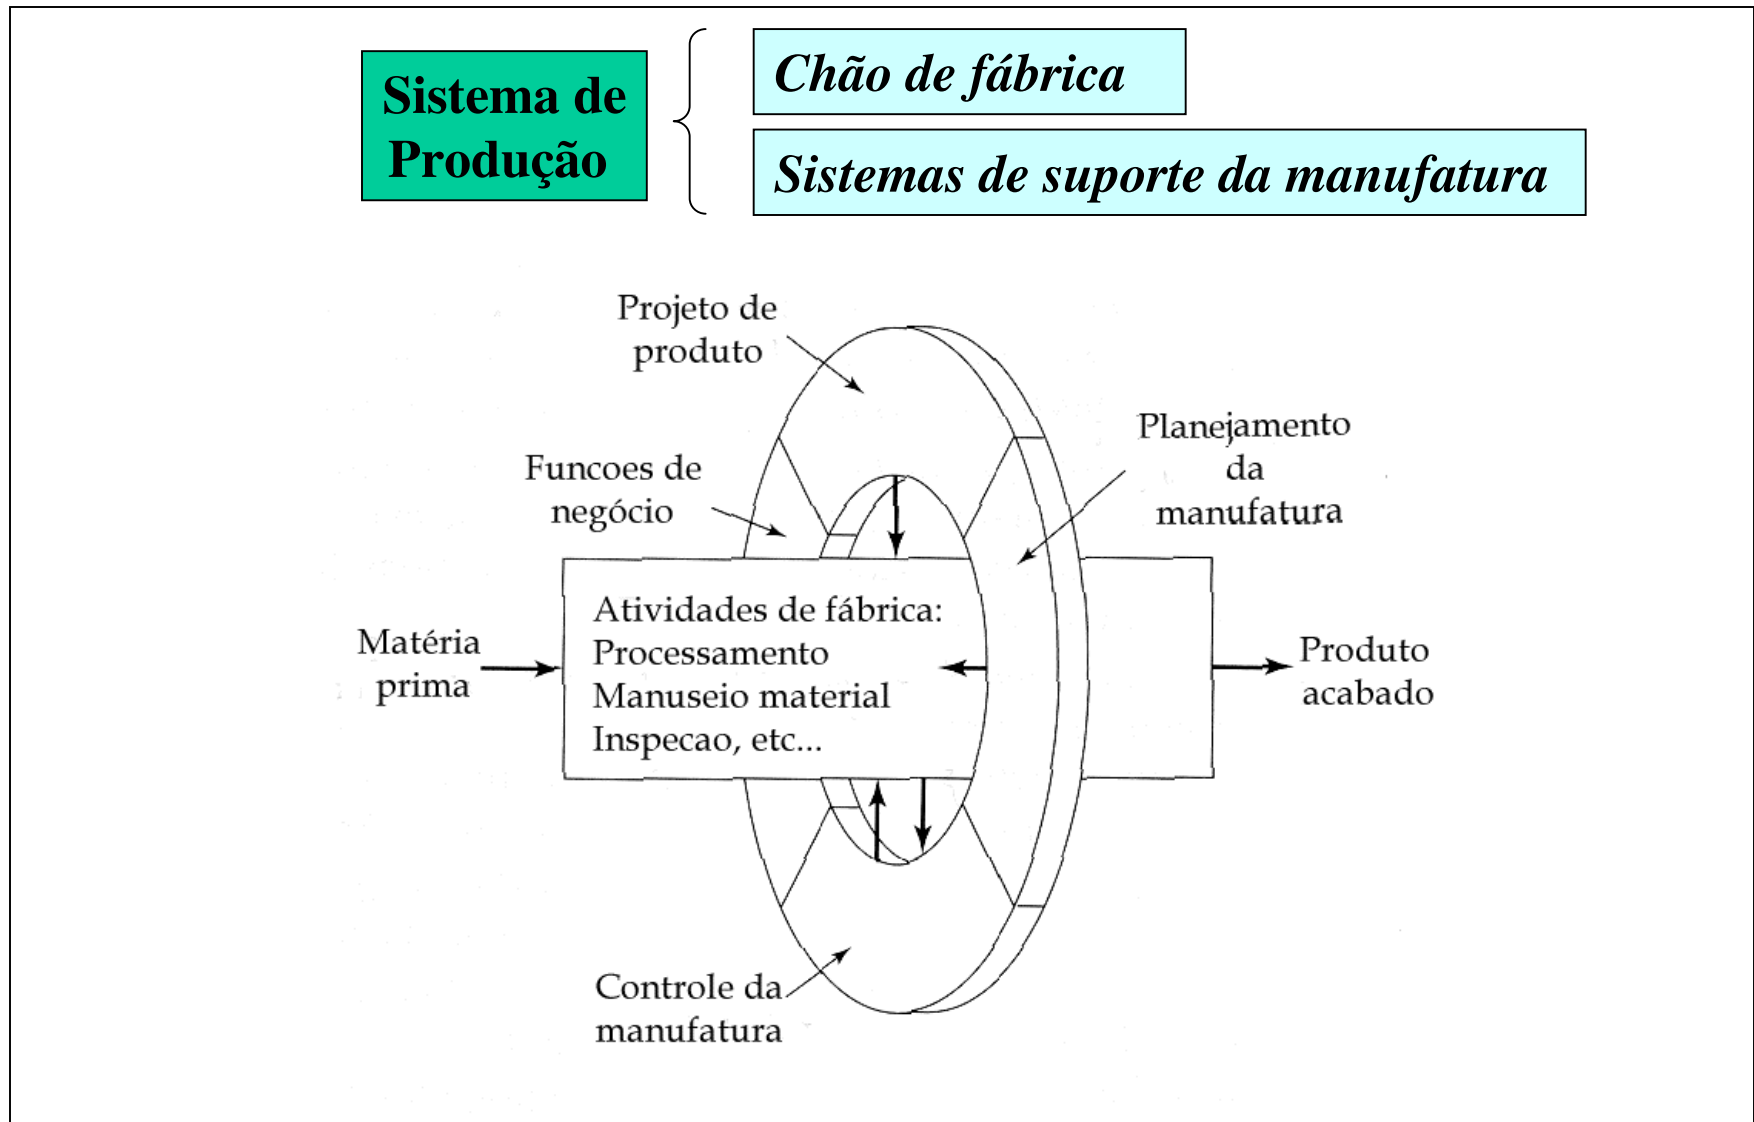 Sistema de
Produção
Chão de fábrica
Sistemas de suporte da manufatura
Projeto de
produto
Planejamento
da
manufatura
Funcoes de
negócio
Atividades de fábrica:
Processamento
Manuseio material
Inspecao, etc...
Matéria
prima
Produto
acabado
Controle da
manufatura